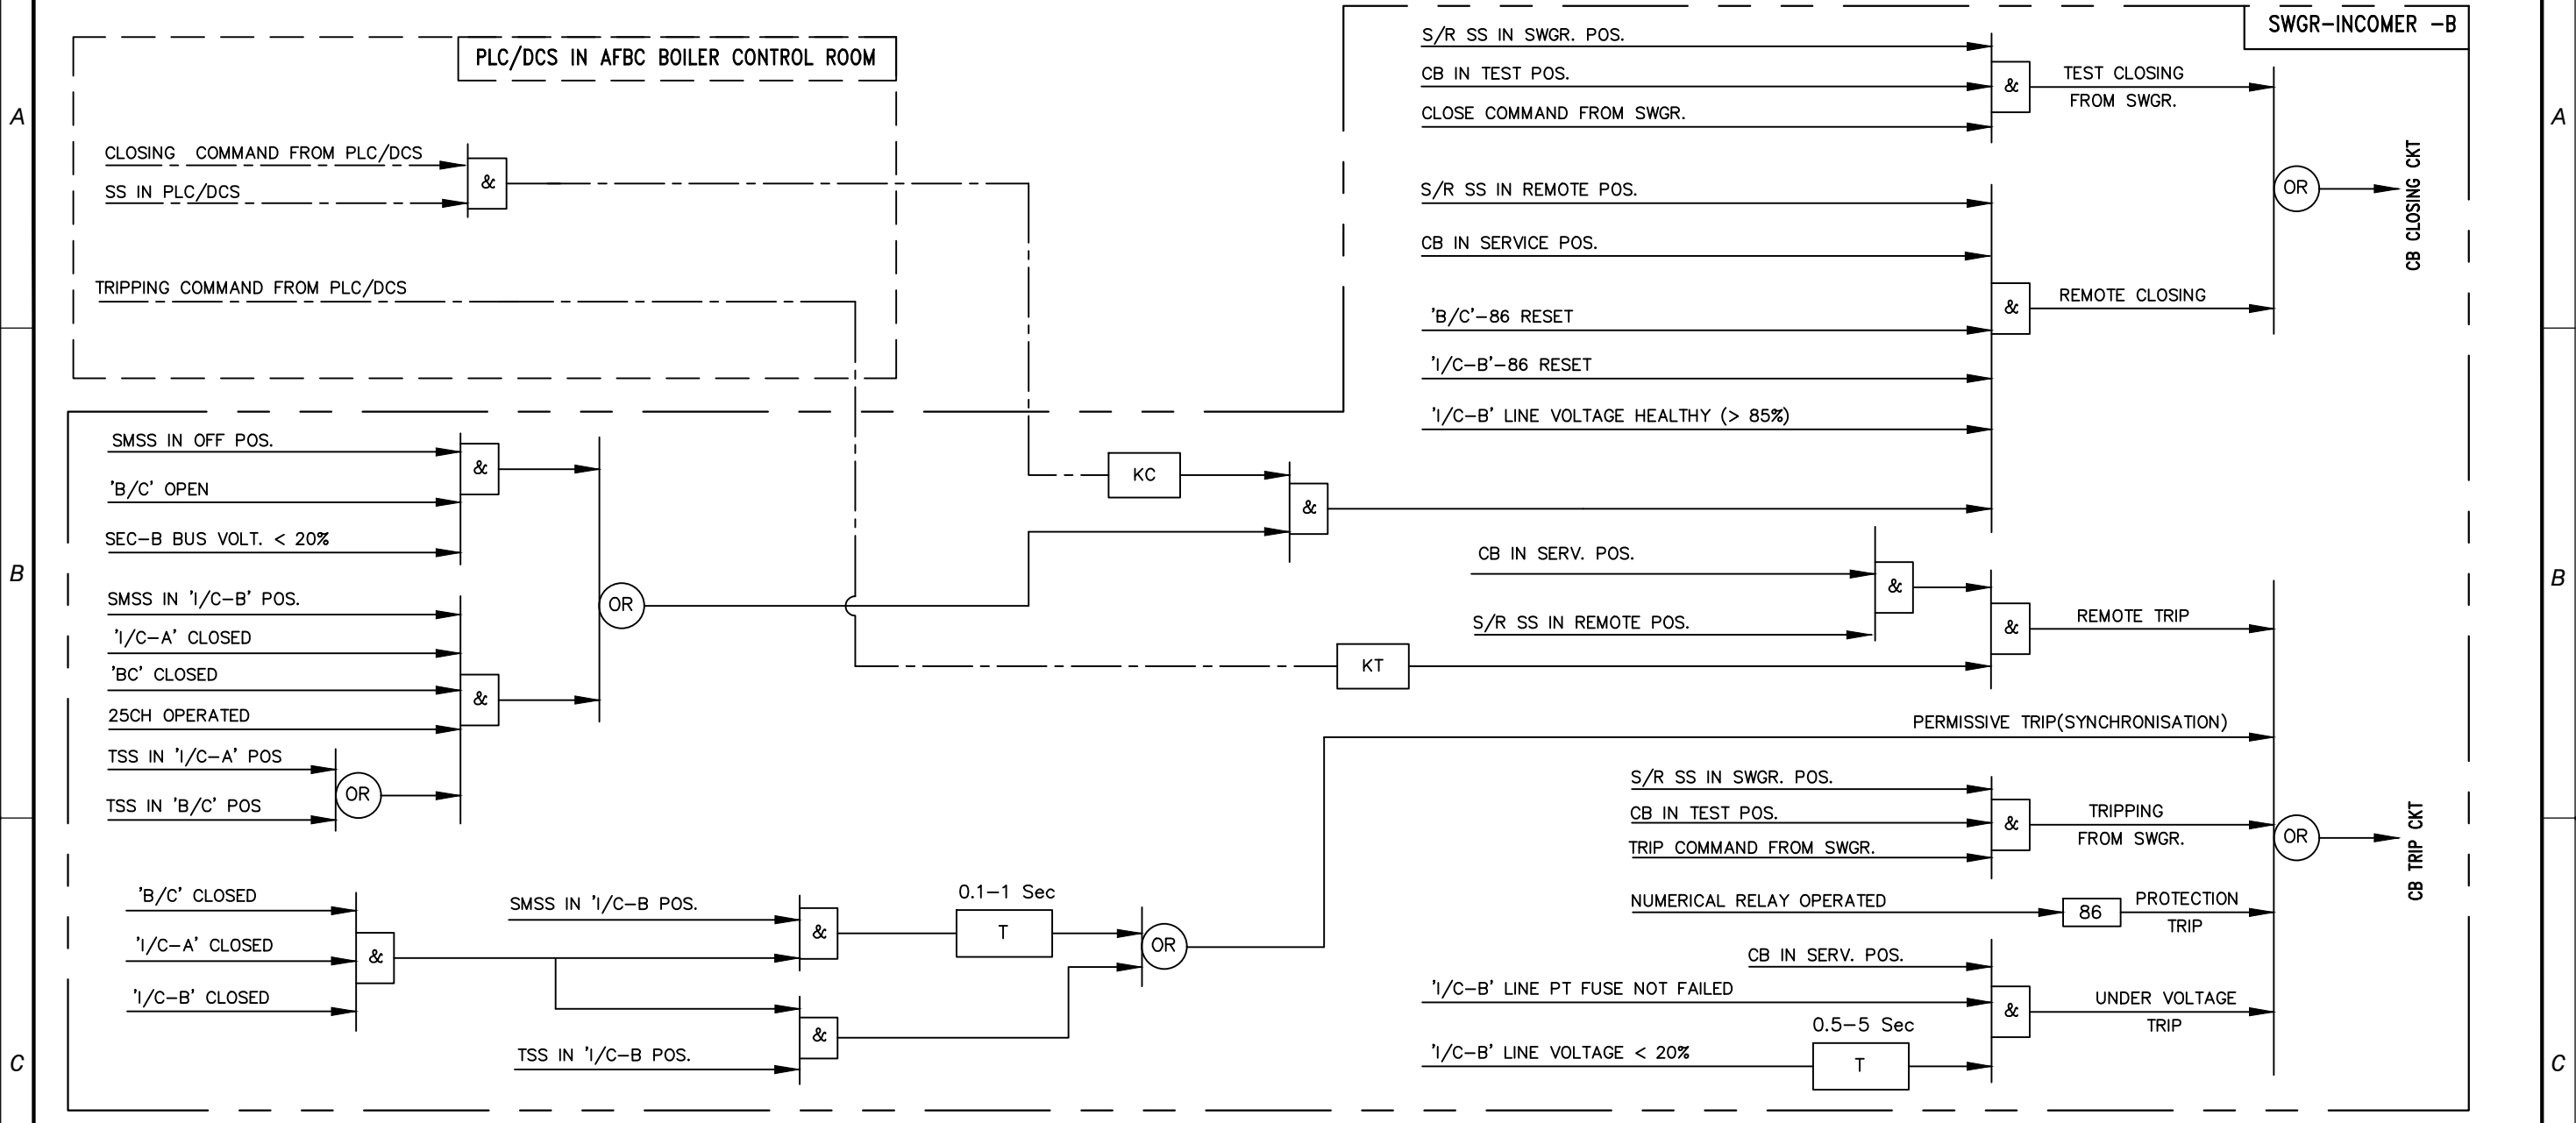 SWGR-INCOMER -B
PLC/DCS IN AFBC BOILER CONTROL ROOM
A
A
CLOSING COMMAND FROM PLC/DCS
SS IN PLC/DCS
&
TRIPPING COMMAND FROM PLC/DCS
S/R SS IN SWGR. POS.
CB IN TEST POS.
CLOSE COMMAND FROM SWGR.
&
TEST CLOSING
FROM SWGR.
S/R SS IN REMOTE POS.
CB IN SERVICE POS.
'B/C'-86 RESET
'I/C-B'-86 RESET
'I/C-B' LINE VOLTAGE HEALTHY (> 85%)
&
REMOTE CLOSING
OR
CB CLOSING CKT
SMSS IN OFF POS.
'B/C' OPEN
SEC-B BUS VOLT. < 20%
&
B
B
SMSS IN 'I/C-B' POS.
'I/C-A' CLOSED
'BC' CLOSED
25CH OPERATED
TSS IN 'I/C-A' POS
TSS IN 'B/C' POS
OR
&
OR
KC
&
CB IN SERV. POS.
S/R SS IN REMOTE POS.
&
KT
&
REMOTE TRIP
PERMISSIVE TRIP(SYNCHRONISATION)
S/R SS IN SWGR. POS.
CB IN TEST POS.
TRIP COMMAND FROM SWGR.
&
TRIPPING
FROM SWGR.
OR
CB TRIP CKT
NUMERICAL RELAY OPERATED
86
PROTECTION
TRIP
'B/C' CLOSED
'I/C-A' CLOSED
'I/C-B' CLOSED
&
SMSS IN 'I/C-B POS.
&
0.1-1 Sec
T
OR
TSS IN 'I/C-B POS.
&
CB IN SERV. POS.
'I/C-B' LINE PT FUSE NOT FAILED
0.5-5 Sec
'I/C-B' LINE VOLTAGE < 20%
T
&
UNDER VOLTAGE
TRIP
C
C